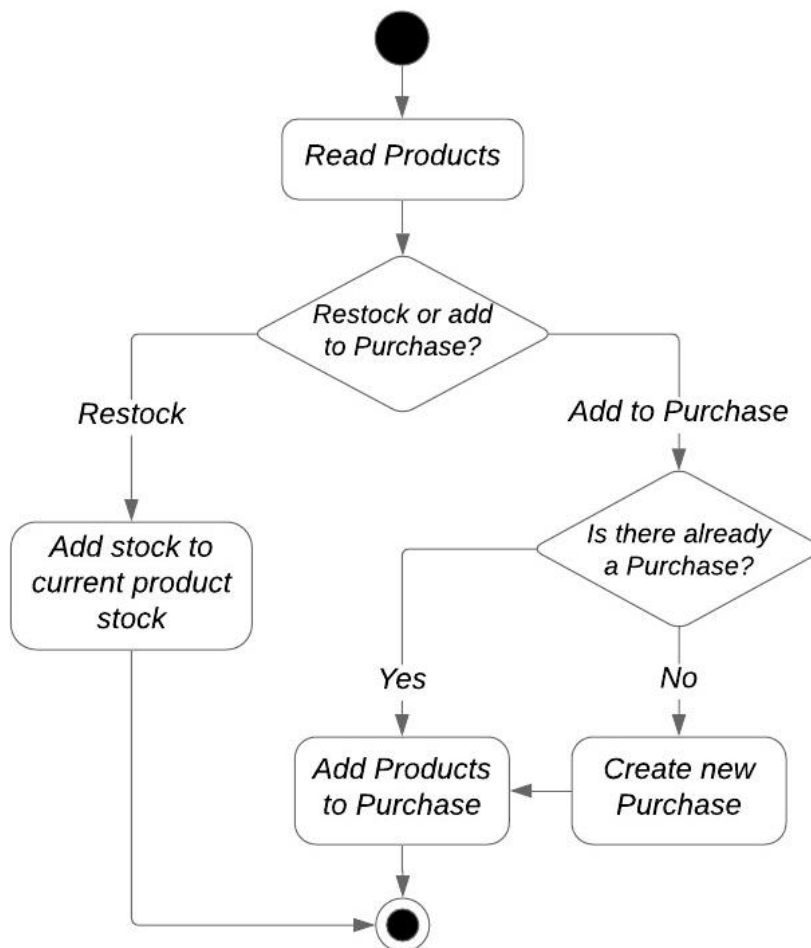 Read Products
Restock or add
to Purchase?
Restock
Add to Purchase
Add stock to
current product
stock
Is there already
a Purchase?
Yes
No
Add Products
to Purchase
Create new
Purchase